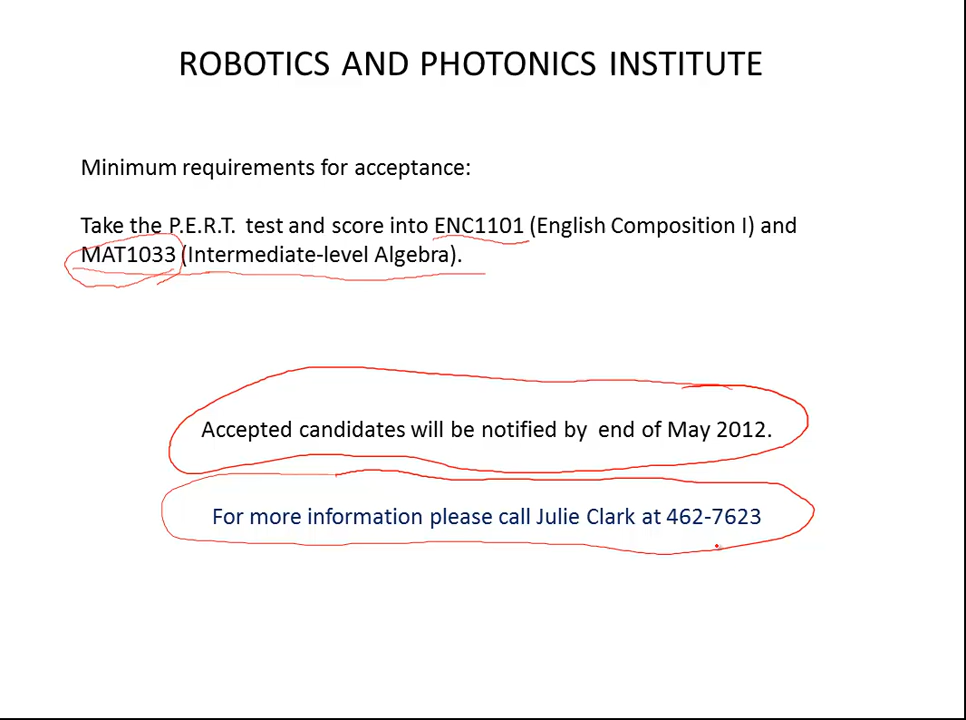 ROBOTICS AND PHOTONICS INSTITUTE
Minimum requirements for acceptance:
Take the P.E.R.T. test and score into ENC1101 (English Composition I) and
MAT1033 (Intermediate-level Algebra).
Accepted candidates will be notified by end of May 2012.
For more information please call Julie Clark at 462-7623